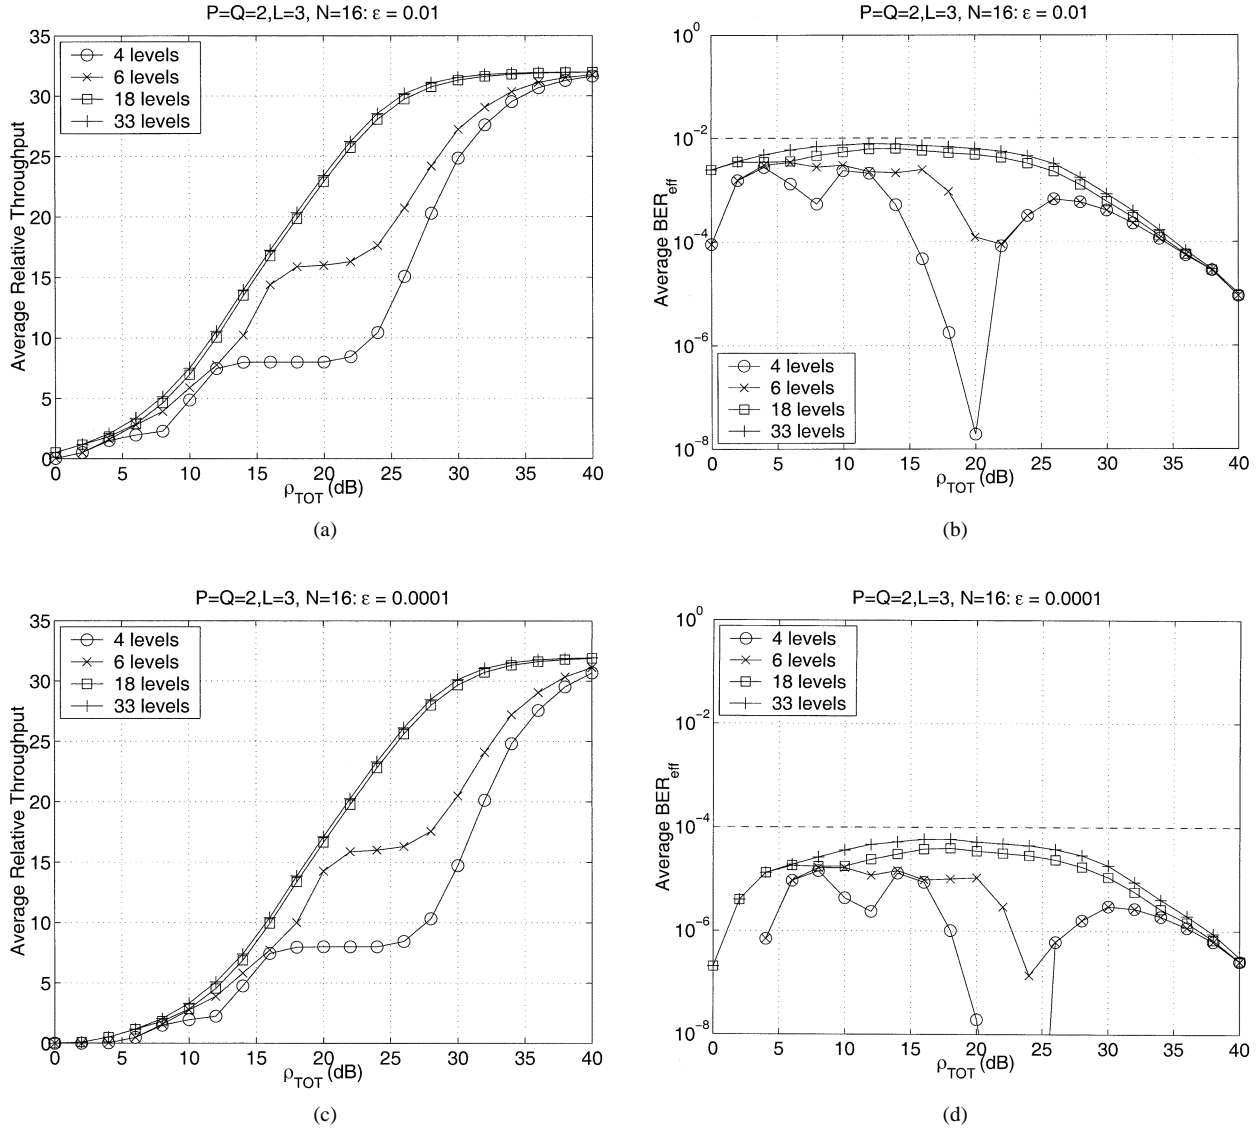 P=Q=2,L=3, N=16: ε = 0.01
35
30
25
20
15
10
5
0
Average Relative Throughput
4 levels
6 levels
18 levels
33 levels
0 5 10 15 20 25 30 35 40
ρTOT (dB)
(a)
P=Q=2,L=3, N=16: ε = 0.01
10^0
10^-2
10^-4
10^-6
10^-8
Average BEReff
4 levels
6 levels
18 levels
33 levels
0 5 10 15 20 25 30 35 40
ρTOT (dB)
(b)
P=Q=2,L=3, N=16: ε = 0.0001
35
30
25
20
15
10
5
0
Average Relative Throughput
4 levels
6 levels
18 levels
33 levels
0 5 10 15 20 25 30 35 40
ρTOT (dB)
(c)
P=Q=2,L=3, N=16: ε = 0.0001
10^0
10^-2
10^-4
10^-6
10^-8
Average BEReff
4 levels
6 levels
18 levels
33 levels
0 5 10 15 20 25 30 35 40
ρTOT (dB)
(d)